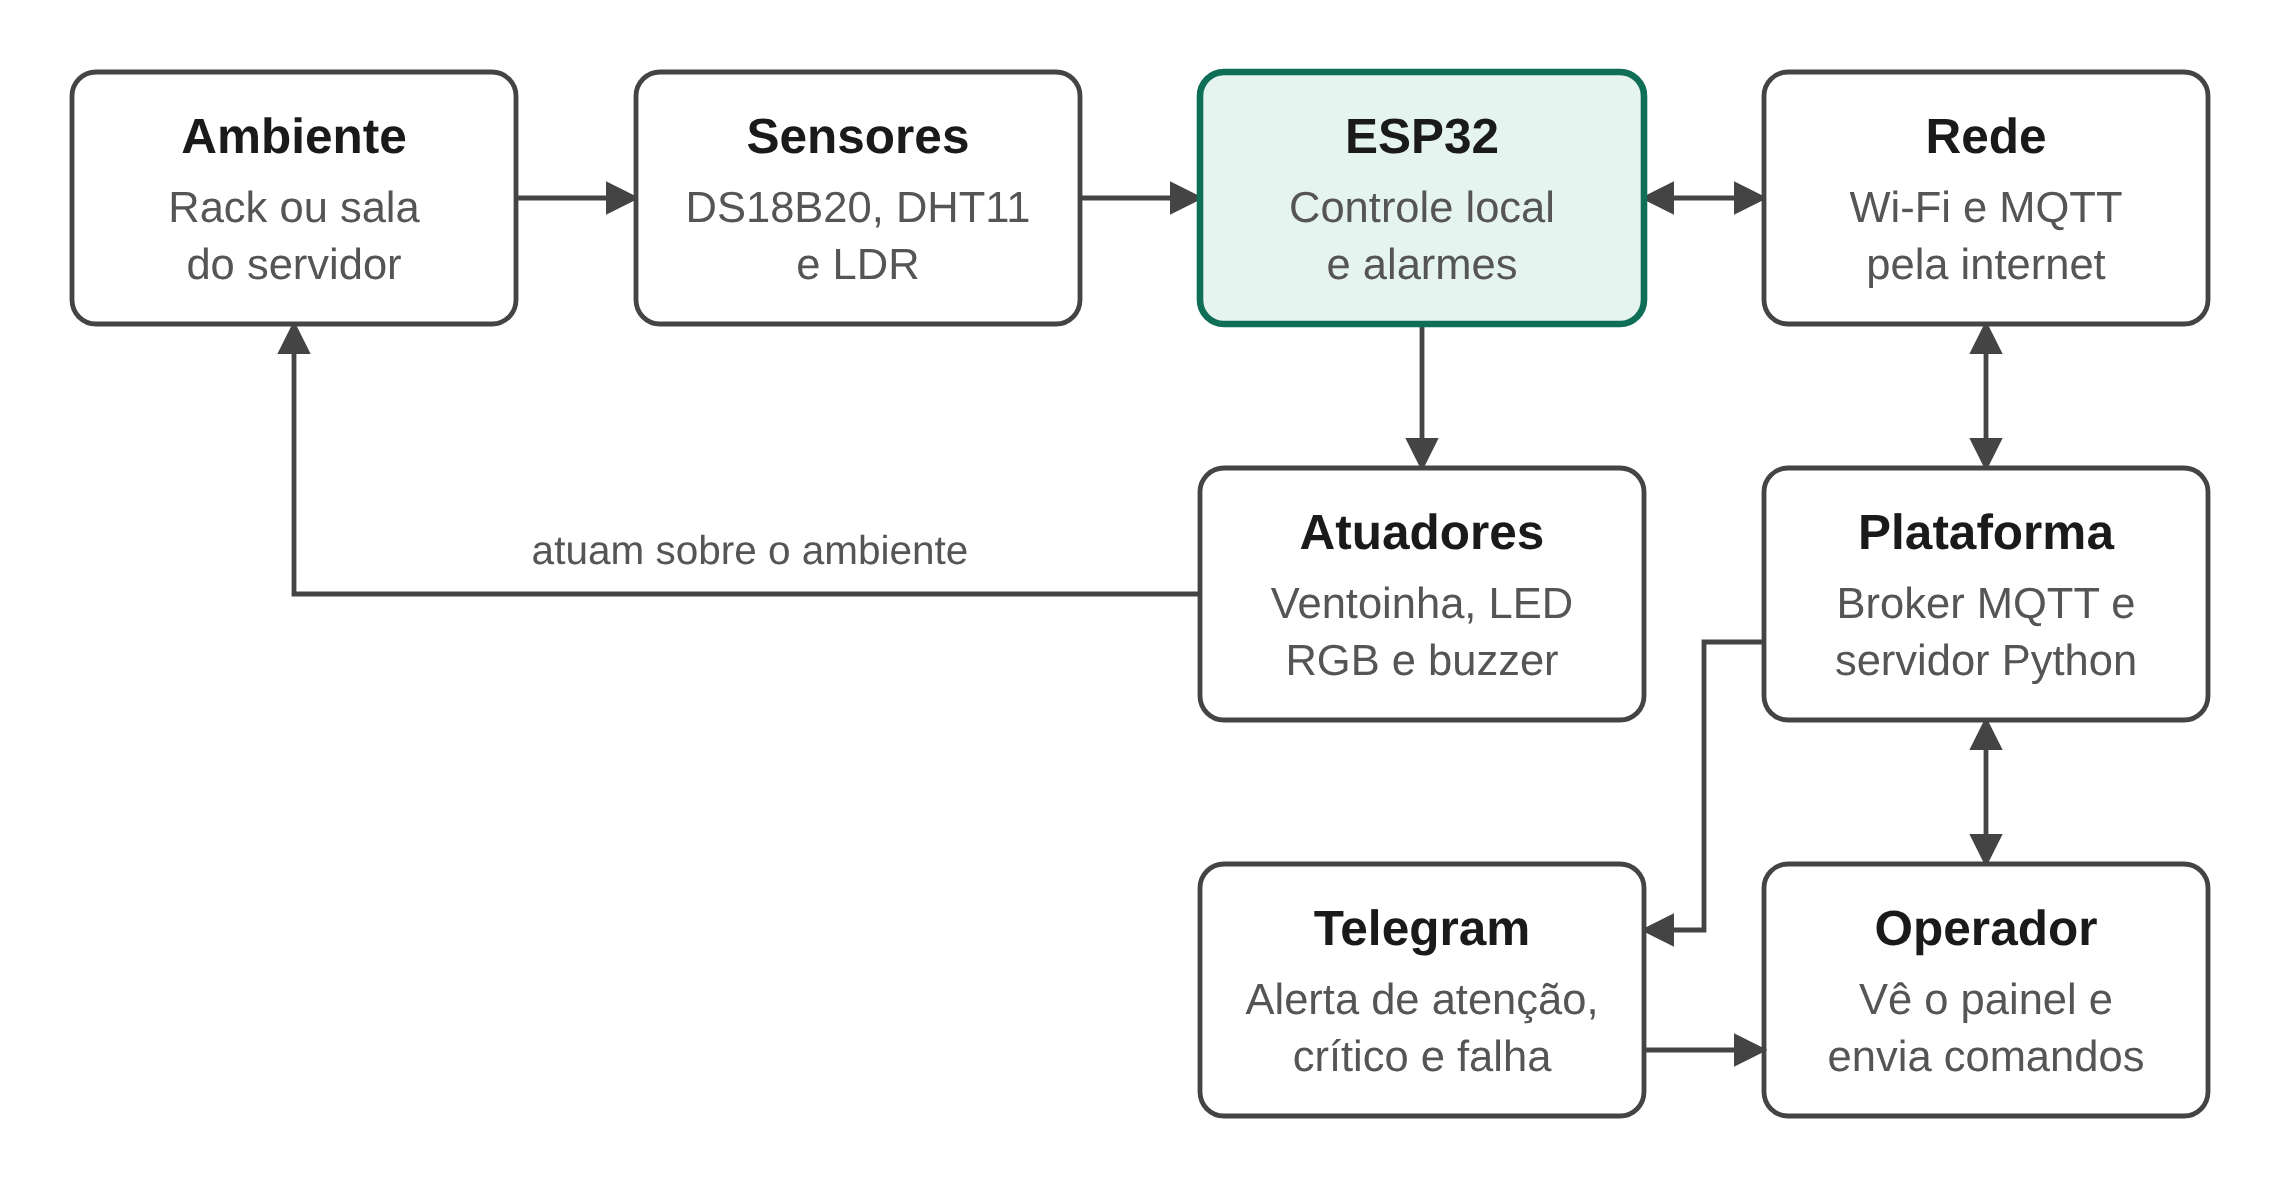 Ambiente
Rack ou sala
do servidor
Sensores
DS18B20, DHT11
e LDR
ESP32
Controle local
e alarmes
Rede
Wi-Fi e MQTT
pela internet
atuam sobre o ambiente
Atuadores
Ventoinha, LED
RGB e buzzer
Plataforma
Broker MQTT e
servidor Python
Telegram
Alerta de atenção,
crítico e falha
Operador
Vê o painel e
envia comandos